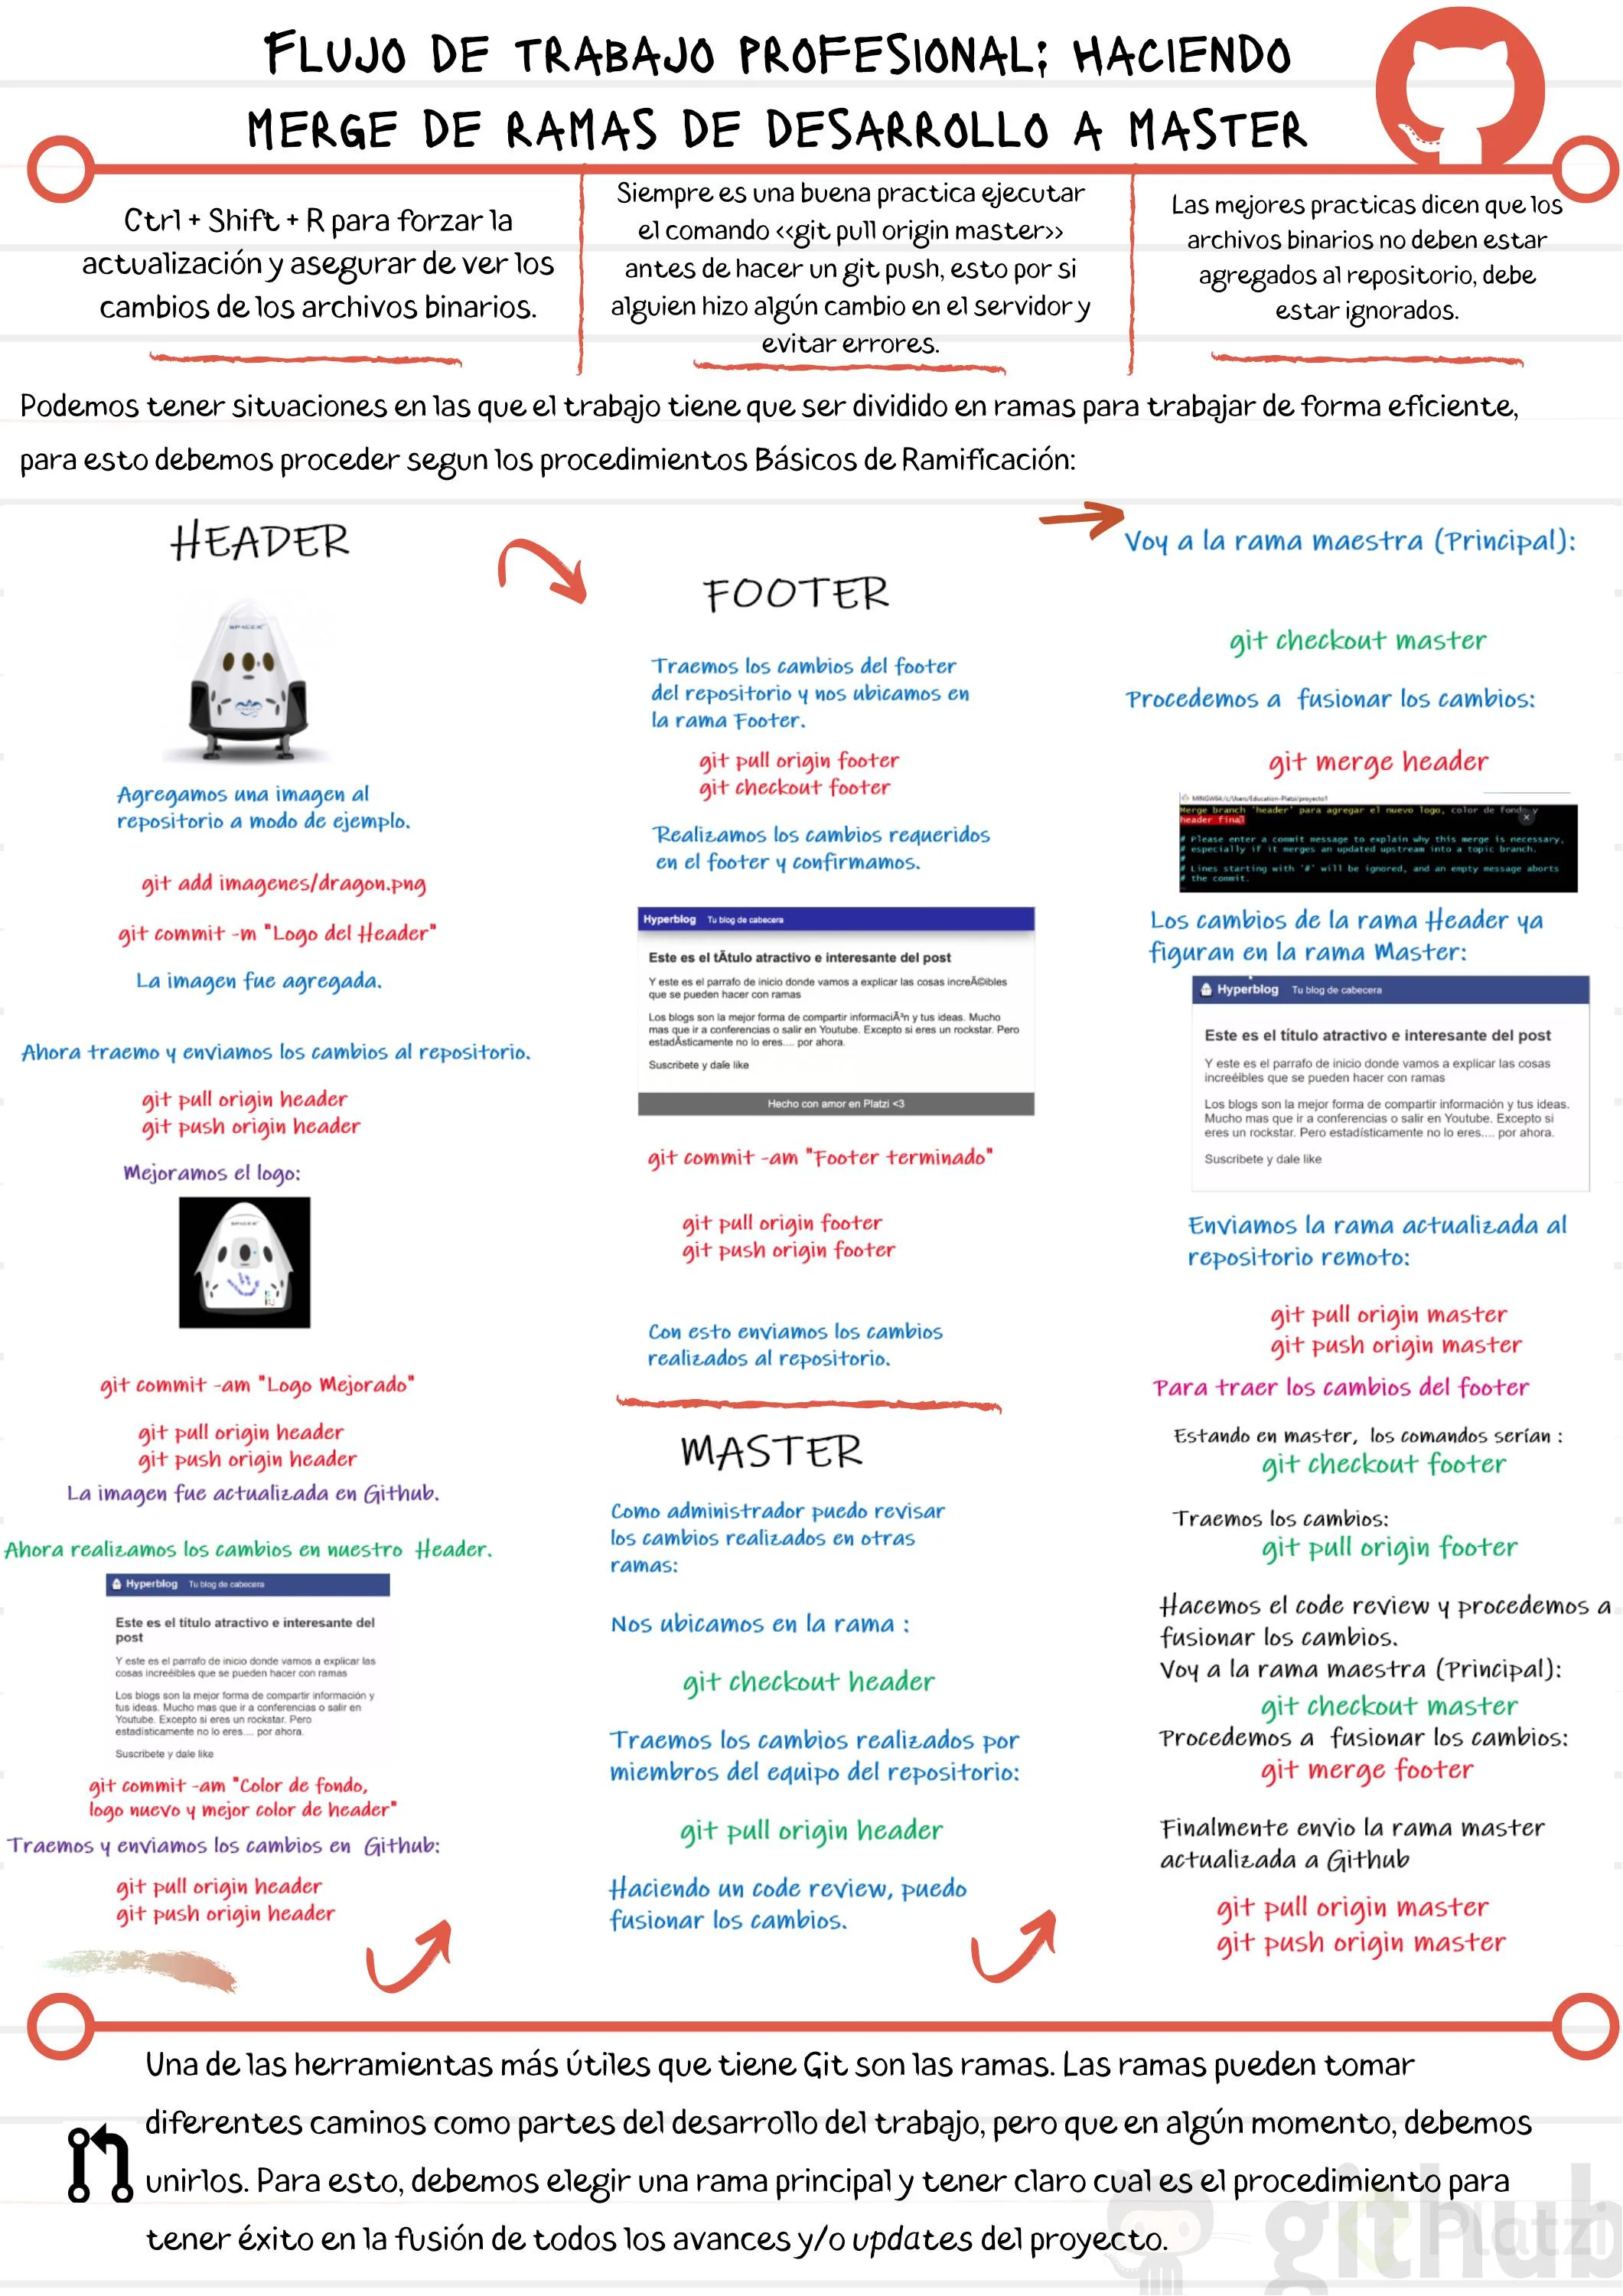 FLUJO DE TRABAJO PROFESIONAL: HACIENDO
MERGE DE RAMAS DE DESARROLLO A MASTER
Ctrl + Shift + R para forzar la
actualización y asegurar de ver los
cambios de los archivos binarios.
Siempre es una buena practica ejecutar
el comando <<git pull origin master>>
antes de hacer un git push, esto por si
alguien hizo algún cambio en el servidor y
evitar errores.
Las mejores practicas dicen que los
archivos binarios no deben estar
agregados al repositorio, debe
estar ignorados.
Podemos tener situaciones en las que el trabajo tiene que ser dividido en ramas para trabajar de forma eficiente,
para esto debemos proceder segun los procedimientos Básicos de Ramificación:
HEADER
SPACEX
Agregamos una imagen al
repositorio a modo de ejemplo.
git add imagenes/dragon.png
git commit -m "Logo del Header"
La imagen fue agregada.
Ahora traemo y enviamos los cambios al repositorio.
git pull origin header
git push origin header
Mejoramos el logo:
SPACEX
git commit -am "Logo Mejorado"
git pull origin header
git push origin header
La imagen fue actualizada en Github.
Ahora realizamos los cambios en nuestro Header.
Hyperblog Tu blog de cabecera
Este es el título atractivo e interesante del
post
Y este es el parrafo de inicio donde vamos a explicar las
cosas increéibles que se pueden hacer con ramas
Los blogs son la mejor forma de compartir información y
tus ideas. Mucho mas que ir a conferencias o salir en
Youtube. Excepto si eres un rockstar. Pero
estadísticamente no lo eres.... por ahora.
Suscribete y dale like
git commit -am "Color de fondo,
logo nuevo y mejor color de header"
Traemos y enviamos los cambios en Github:
git pull origin header
git push origin header
FOOTER
Traemos los cambios del footer
del repositorio y nos ubicamos en
la rama Footer.
git pull origin footer
git checkout footer
Realizamos los cambios requeridos
en el footer y confirmamos.
Hyperblog Tu blog de cabecera
Este es el tÃtulo atractivo e interesante del post
Y este es el parrafo de inicio donde vamos a explicar las cosas increÃ©ibles
que se pueden hacer con ramas
Los blogs son la mejor forma de compartir informaciÃ³n y tus ideas. Mucho
mas que ir a conferencias o salir en Youtube. Excepto si eres un rockstar. Pero
estadÃsticamente no lo eres.... por ahora.
Suscribete y dale like
Hecho con amor en Platzi <3
git commit -am "Footer terminado"
git pull origin footer
git push origin footer
Con esto enviamos los cambios
realizados al repositorio.
MASTER
Como administrador puedo revisar
los cambios realizados en otras
ramas:
Nos ubicamos en la rama :
git checkout header
Traemos los cambios realizados por
miembros del equipo del repositorio:
git pull origin header
Haciendo un code review, puedo
fusionar los cambios.
Voy a la rama maestra (Principal):
git checkout master
Procedemos a fusionar los cambios:
git merge header
MINGW64:/c/Users/Education-Platzi/proyecto1
Merge branch 'header' para agregar el nuevo logo, color de fondo y
header final
# Please enter a commit message to explain why this merge is necessary,
# especially if it merges an updated upstream into a topic branch.
#
# Lines starting with '#' will be ignored, and an empty message aborts
# the commit.
Los cambios de la rama Header ya
figuran en la rama Master:
Hyperblog Tu blog de cabecera
Este es el título atractivo e interesante del post
Y este es el parrafo de inicio donde vamos a explicar las cosas
increéibles que se pueden hacer con ramas
Los blogs son la mejor forma de compartir información y tus ideas.
Mucho mas que ir a conferencias o salir en Youtube. Excepto si
eres un rockstar. Pero estadísticamente no lo eres.... por ahora.
Suscribete y dale like
Enviamos la rama actualizada al
repositorio remoto:
git pull origin master
git push origin master
Para traer los cambios del footer
Estando en master, los comandos serían :
git checkout footer
Traemos los cambios:
git pull origin footer
Hacemos el code review y procedemos a
fusionar los cambios.
Voy a la rama maestra (Principal):
git checkout master
Procedemos a fusionar los cambios:
git merge footer
Finalmente envio la rama master
actualizada a Github
git pull origin master
git push origin master
Una de las herramientas más útiles que tiene Git son las ramas. Las ramas pueden tomar
diferentes caminos como partes del desarrollo del trabajo, pero que en algún momento, debemos
unirlos. Para esto, debemos elegir una rama principal y tener claro cual es el procedimiento para
tener éxito en la fusión de todos los avances y/o updates del proyecto.
github
Platzi